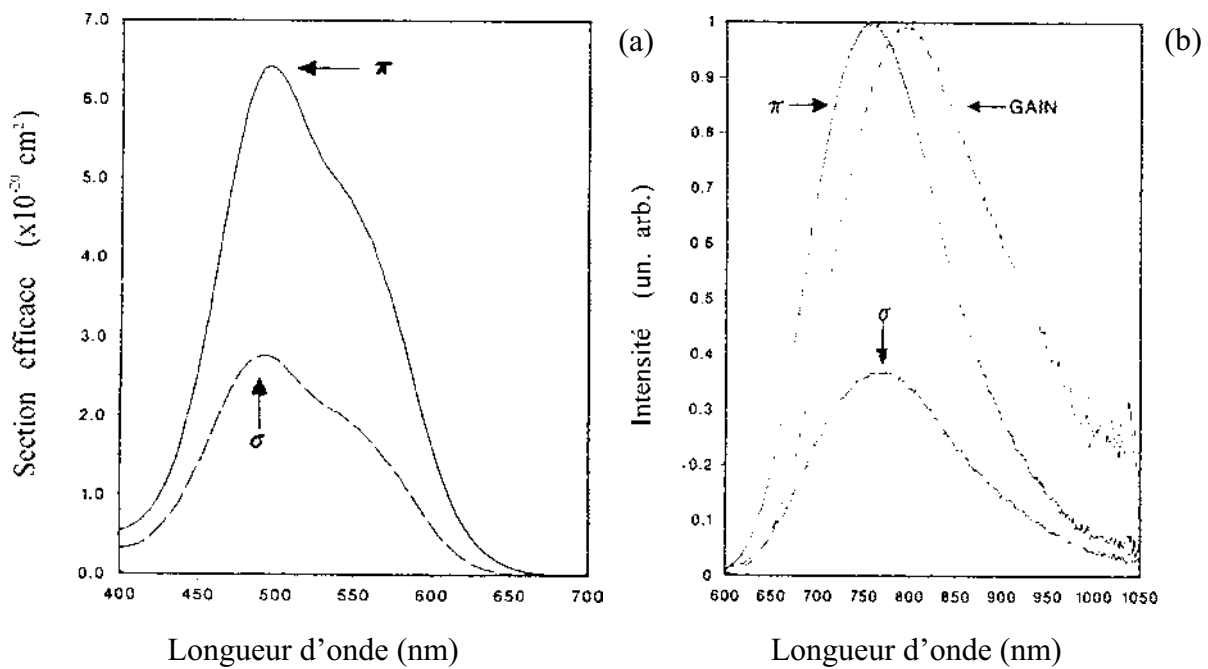 7.0
6.0
5.0
4.0
3.0
2.0
1.0
0.0
400 450 500 550 600 650 700
Section efficace (x10⁻²⁰ cm²)
Longueur d'onde (nm)
π
σ
(a)
1
0.9
0.8
0.7
0.6
0.5
0.4
0.3
0.2
0.1
0
600 650 700 750 800 850 900 950 1000 1050
Intensité (un. arb.)
Longueur d'onde (nm)
π
GAIN
σ
(b)